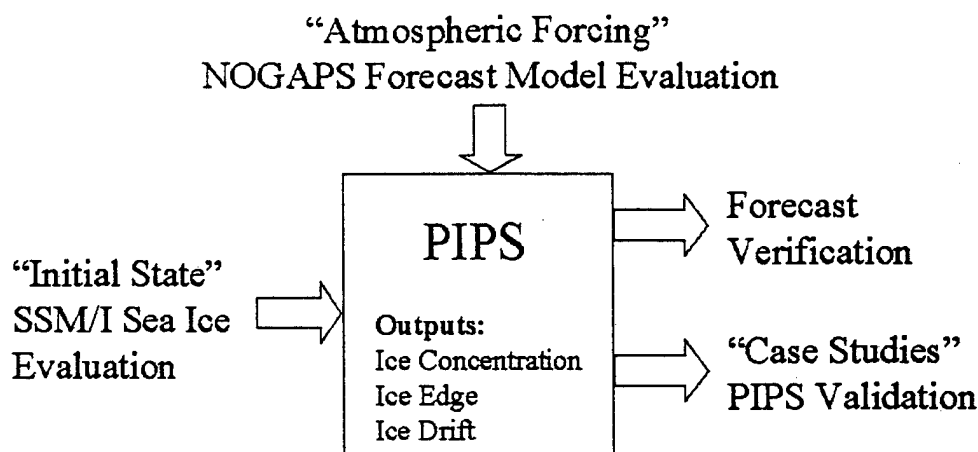 “Atmospheric Forcing”
NOGAPS Forecast Model Evaluation
PIPS
Forecast
Verification
“Initial State”
SSM/I Sea Ice
Evaluation
Outputs:
Ice Concentration
Ice Edge
Ice Drift
“Case Studies”
PIPS Validation